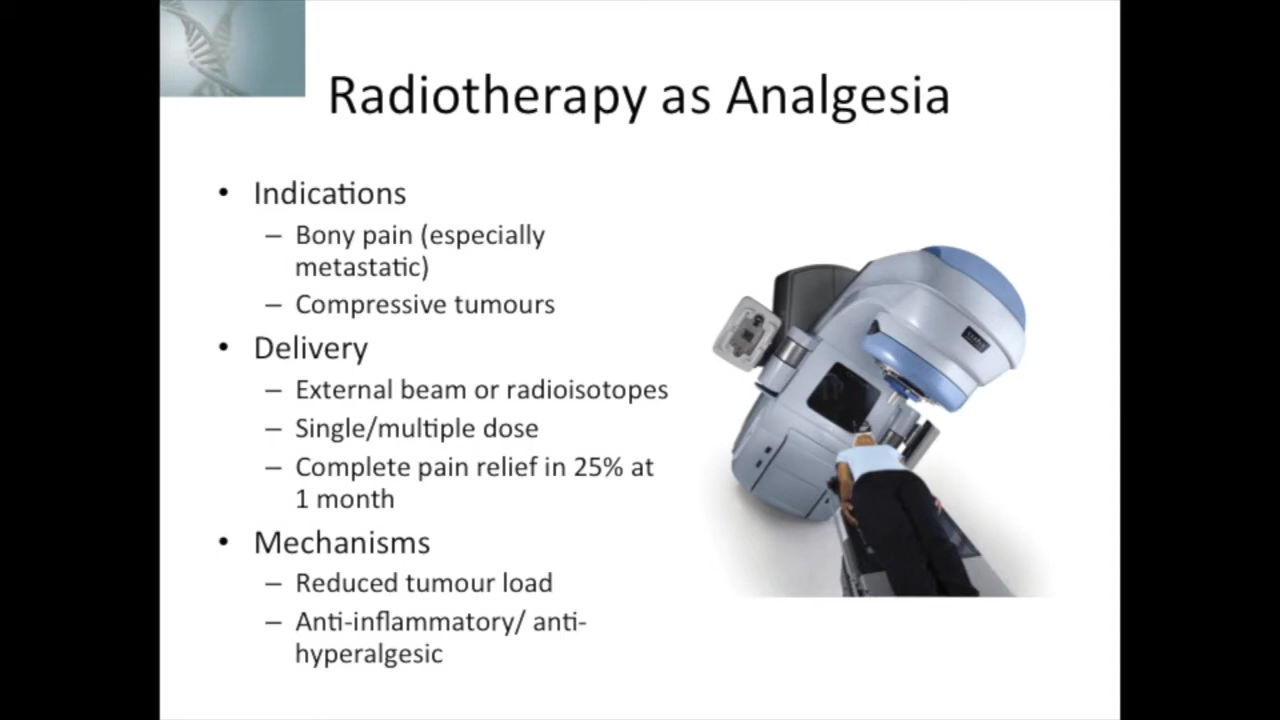 Radiotherapy as Analgesia
• Indications
– Bony pain (especially
metastatic)
– Compressive tumours
• Delivery
– External beam or radioisotopes
– Single/multiple dose
– Complete pain relief in 25% at
1 month
• Mechanisms
– Reduced tumour load
– Anti-inflammatory/ anti-
hyperalgesic